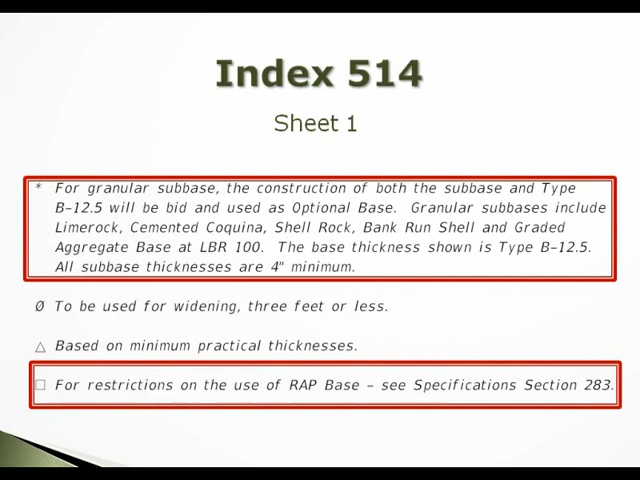 Index 514
Sheet 1
* For granular subbase, the construction of both the subbase and Type
B-12.5 will be bid and used as Optional Base. Granular subbases include
Limerock, Cemented Coquina, Shell Rock, Bank Run Shell and Graded
Aggregate Base at LBR 100. The base thickness shown is Type B-12.5.
All subbase thicknesses are 4" minimum.
Ø To be used for widening, three feet or less.
△ Based on minimum practical thicknesses.
□ For restrictions on the use of RAP Base – see Specifications Section 283.